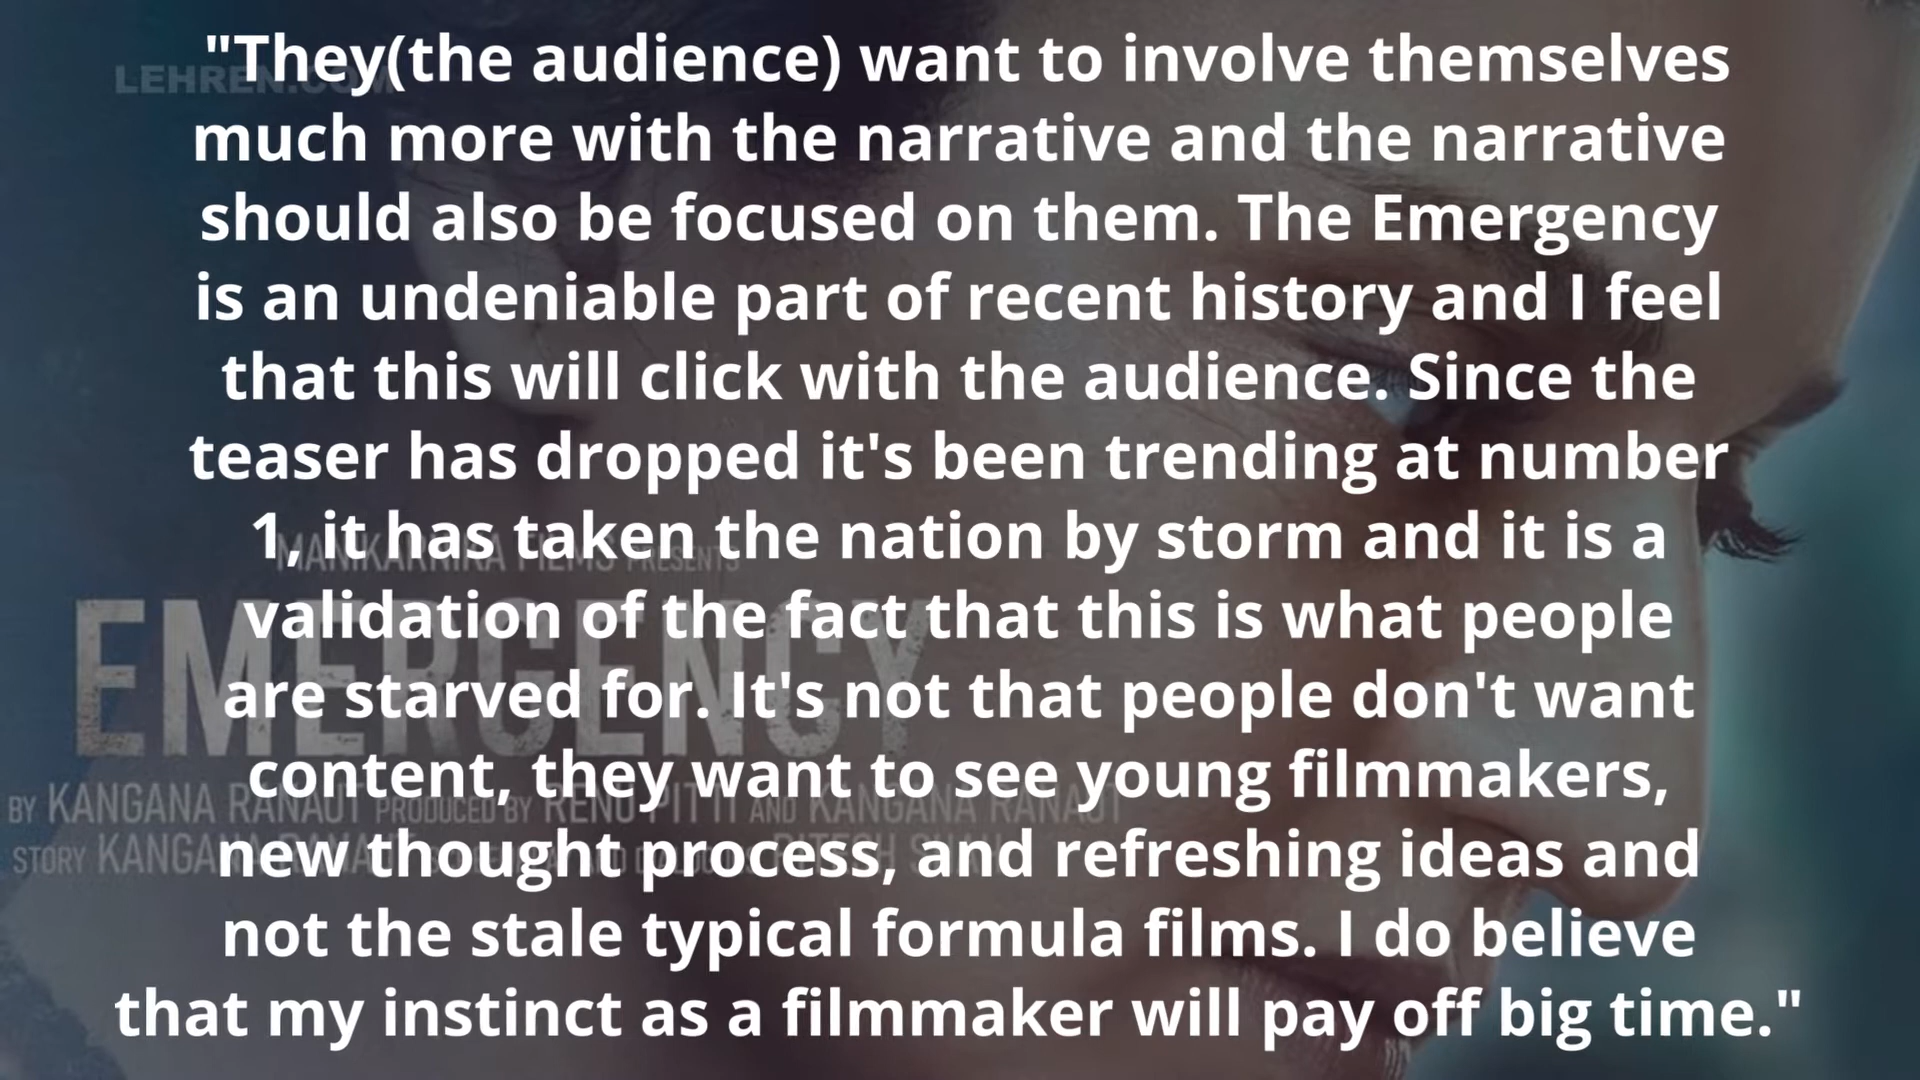 "They(the audience) want to involve themselves
LEHREN.COM
much more with the narrative and the narrative
should also be focused on them. The Emergency
is an undeniable part of recent history and I feel
that this will click with the audience. Since the
teaser has dropped it's been trending at number
1, it has taken the nation by storm and it is a
MANIKARNIKA FILMS PRESENTS
validation of the fact that this is what people
EMERGENCY
are starved for. It's not that people don't want
content, they want to see young filmmakers,
BY KANGANA RANAUT PRODUCED BY RENU PITTI AND KANGANA RANAUT
new thought process, and refreshing ideas and
STORY KANGANA RANAUT
not the stale typical formula films. I do believe
that my instinct as a filmmaker will pay off big time."